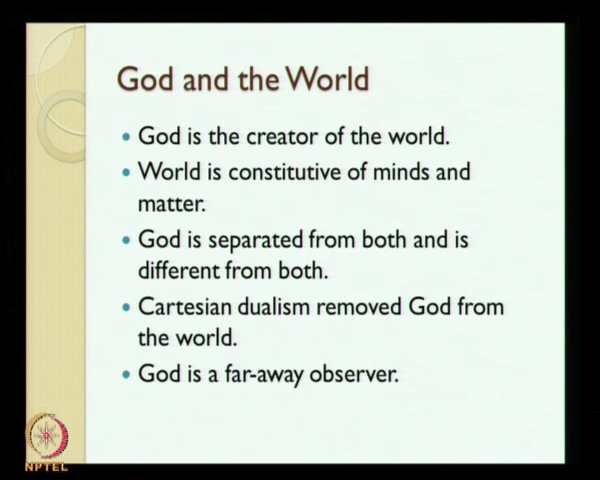 God and the World
• God is the creator of the world.
• World is constitutive of minds and
matter.
• God is separated from both and is
different from both.
• Cartesian dualism removed God from
the world.
• God is a far-away observer.
NPTEL